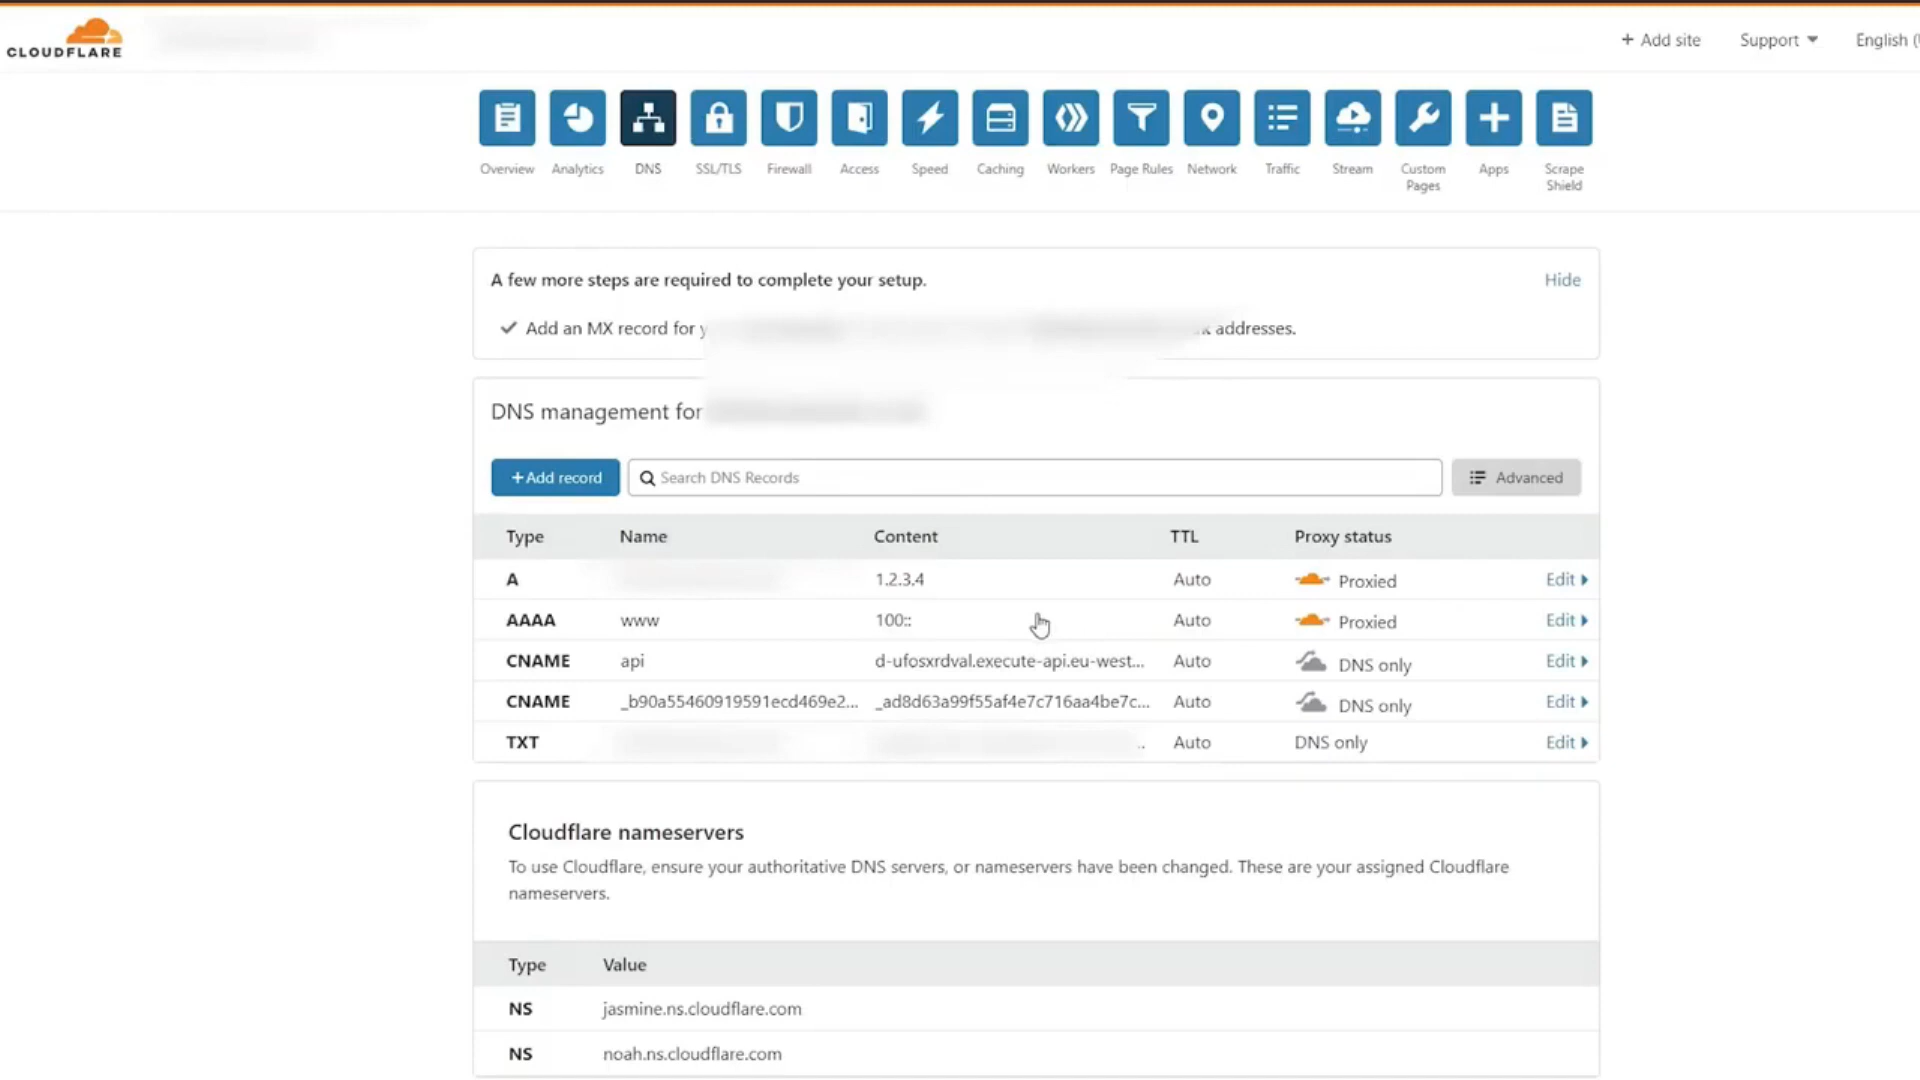 CLOUDFLARE
+ Add site
Support
English (
Overview
Analytics
DNS
SSL/TLS
Firewall
Access
Speed
Caching
Workers
Page Rules
Network
Traffic
Stream
Custom Pages
Apps
Scrape Shield
A few more steps are required to complete your setup.
Hide
Add an MX record for
addresses.
DNS management for
+Add record
Search DNS Records
Advanced
Type Name Content TTL Proxy status
A 1.2.3.4 Auto Proxied Edit
AAAA www 100:: Auto Proxied Edit
CNAME api d-ufosxrdval.execute-api.eu-west... Auto DNS only Edit
CNAME _b90a55460919591ecd469e2... _ad8d63a99f55af4e7c716aa4be7c... Auto DNS only Edit
TXT Auto DNS only Edit
Cloudflare nameservers
To use Cloudflare, ensure your authoritative DNS servers, or nameservers have been changed. These are your assigned Cloudflare
nameservers.
Type Value
NS jasmine.ns.cloudflare.com
NS noah.ns.cloudflare.com